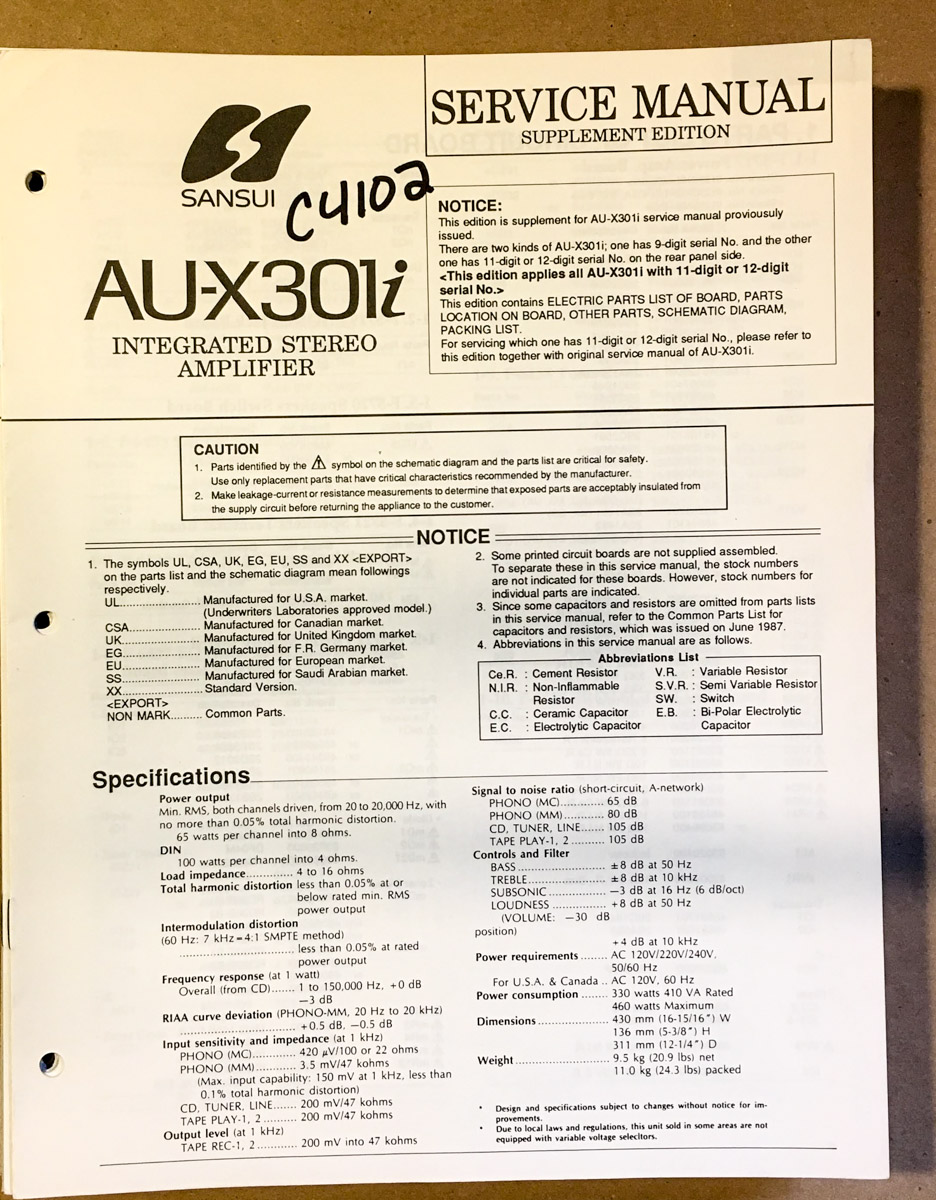 SERVICE MANUAL
SUPPLEMENT EDITION
SANSUI
C4102
AU-X301i
INTEGRATED STEREO
AMPLIFIER
NOTICE:
This edition is supplement for AU-X301i service manual proviousuly
issued.
There are two kinds of AU-X301i; one has 9-digit serial No. and the other
one has 11-digit or 12-digit serial No. on the rear panel side.
<This edition applies all AU-X301i with 11-digit or 12-digit
serial No.>
This edition contains ELECTRIC PARTS LIST OF BOARD, PARTS
LOCATION ON BOARD, OTHER PARTS, SCHEMATIC DIAGRAM,
PACKING LIST.
For servicing which one has 11-digit or 12-digit serial No., please refer to
this edition together with original service manual of AU-X301i.
CAUTION
1. Parts identified by the ⚠ symbol on the schematic diagram and the parts list are critical for safety.
Use only replacement parts that have critical characteristics recommended by the manufacturer.
2. Make leakage-current or resistance measurements to determine that exposed parts are acceptably insulated from
the supply circuit before returning the appliance to the customer.
NOTICE
1. The symbols UL, CSA, UK, EG, EU, SS and XX <EXPORT>
on the parts list and the schematic diagram mean followings
respectively.
UL........................ Manufactured for U.S.A. market.
(Underwriters Laboratories approved model.)
CSA..................... Manufactured for Canadian market.
UK....................... Manufactured for United Kingdom market.
EG....................... Manufactured for F.R. Germany market.
EU....................... Manufactured for European market.
SS....................... Manufactured for Saudi Arabian market.
XX....................... Standard Version.
<EXPORT>
NON MARK.......... Common Parts.
2. Some printed circuit boards are not supplied assembled.
To separate these in this service manual, the stock numbers
are not indicated for these boards. However, stock numbers for
individual parts are indicated.
3. Since some capacitors and resistors are omitted from parts lists
in this service manual, refer to the Common Parts List for
capacitors and resistors, which was issued on June 1987.
4. Abbreviations in this service manual are as follows.
Abbreviations List
Ce.R. : Cement Resistor
N.I.R. : Non-Inflammable
Resistor
C.C. : Ceramic Capacitor
E.C. : Electrolytic Capacitor
V.R. : Variable Resistor
S.V.R. : Semi Variable Resistor
SW. : Switch
E.B. : Bi-Polar Electrolytic
Capacitor
Specifications
Power output
Min. RMS, both channels driven, from 20 to 20,000 Hz, with
no more than 0.05% total harmonic distortion.
65 watts per channel into 8 ohms.
DIN
100 watts per channel into 4 ohms.
Load impedance.............. 4 to 16 ohms
Total harmonic distortion less than 0.05% at or
below rated min. RMS
power output
Intermodulation distortion
(60 Hz: 7 kHz=4:1 SMPTE method)
............................ less than 0.05% at rated
power output
Frequency response (at 1 watt)
Overall (from CD)....... 1 to 150,000 Hz, +0 dB
−3 dB
RIAA curve deviation (PHONO-MM, 20 Hz to 20 kHz)
............................ +0.5 dB, −0.5 dB
Input sensitivity and impedance (at 1 kHz)
PHONO (MC)............ 420 μV/100 or 22 ohms
PHONO (MM)........... 3.5 mV/47 kohms
(Max. input capability: 150 mV at 1 kHz, less than
0.1% total harmonic distortion)
CD, TUNER, LINE....... 200 mV/47 kohms
TAPE PLAY-1, 2.......... 200 mV/47 kohms
Output level (at 1 kHz)
TAPE REC-1, 2............ 200 mV into 47 kohms
Signal to noise ratio (short-circuit, A-network)
PHONO (MC)............ 65 dB
PHONO (MM)........... 80 dB
CD, TUNER, LINE....... 105 dB
TAPE PLAY-1, 2.......... 105 dB
Controls and Filter
BASS......................... ±8 dB at 50 Hz
TREBLE...................... ±8 dB at 10 kHz
SUBSONIC................ −3 dB at 16 Hz (6 dB/oct)
LOUDNESS............... +8 dB at 50 Hz
(VOLUME: −30 dB
position)
+4 dB at 10 kHz
Power requirements........ AC 120V/220V/240V,
50/60 Hz
For U.S.A. & Canada .. AC 120V, 60 Hz
Power consumption ........ 330 watts 410 VA Rated
460 watts Maximum
Dimensions.................... 430 mm (16-15/16") W
136 mm (5-3/8") H
311 mm (12-1/4") D
Weight........................... 9.5 kg (20.9 lbs) net
11.0 kg (24.3 lbs) packed
* Design and specifications subject to changes without notice for im-
provements.
* Due to local laws and regulations, this unit sold in some areas are not
equipped with variable voltage selecltors.